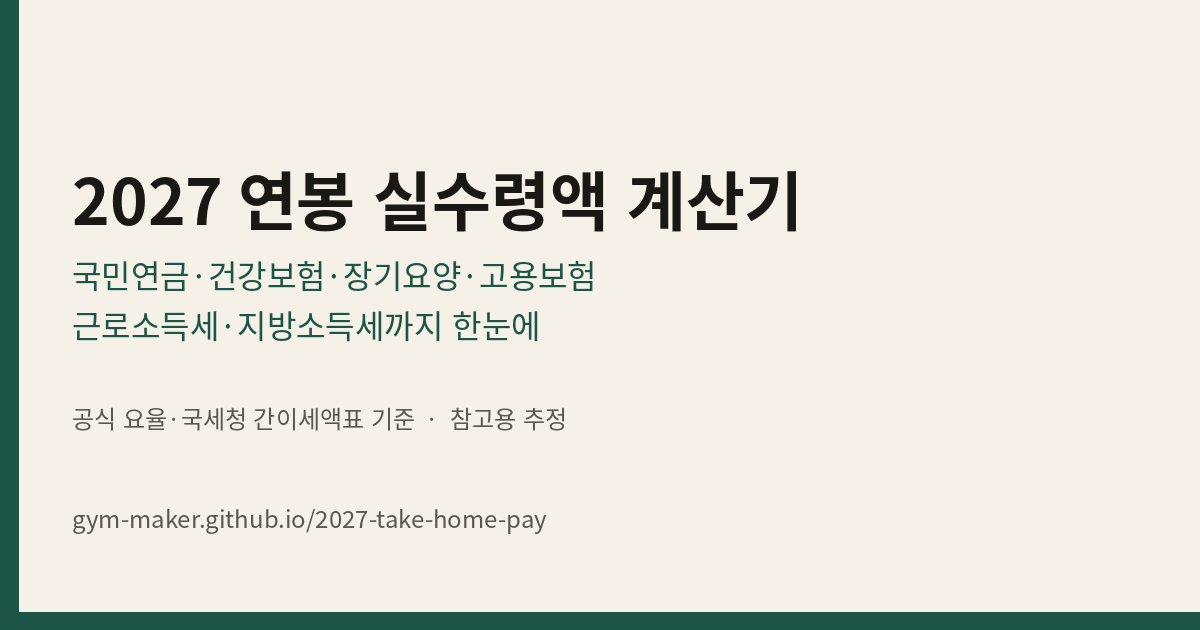 2027 연봉 실수령액 계산기
국민연금·건강보험·장기요양·고용보험
근로소득세·지방소득세까지 한눈에
공식 요율·국세청 간이세액표 기준 · 참고용 추정
gym-maker.github.io/2027-take-home-pay